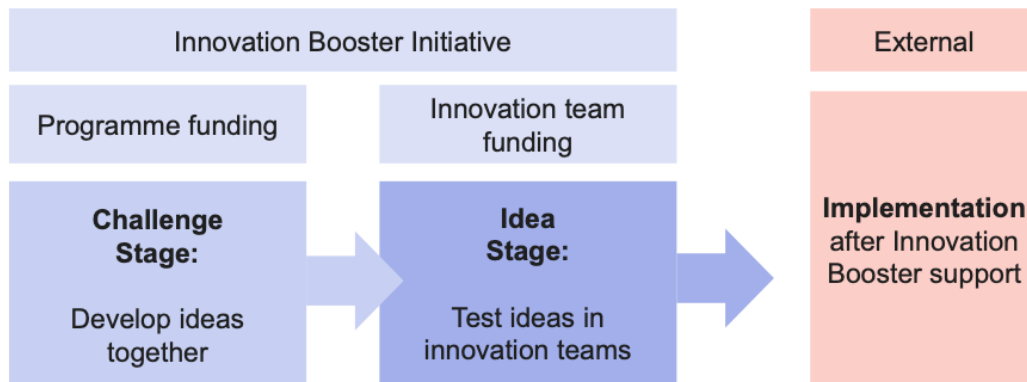 Innovation Booster Initiative
External
Programme funding
Innovation team
funding
Challenge
Stage:
Develop ideas
together
Idea
Stage:
Test ideas in
innovation teams
Implementation
after Innovation
Booster support